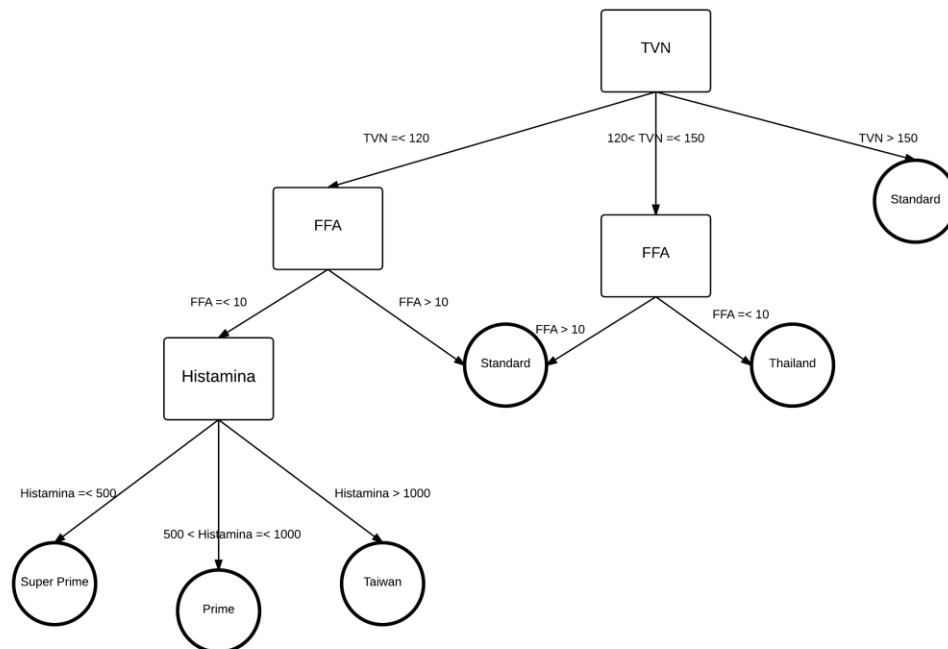 TVN
TVN =< 120
120< TVN =< 150
TVN > 150
Standard
FFA
FFA
FFA =< 10
FFA > 10
FFA > 10
FFA =< 10
Histamina
Standard
Thailand
Histamina =< 500
500 < Histamina =< 1000
Histamina > 1000
Super Prime
Prime
Taiwan